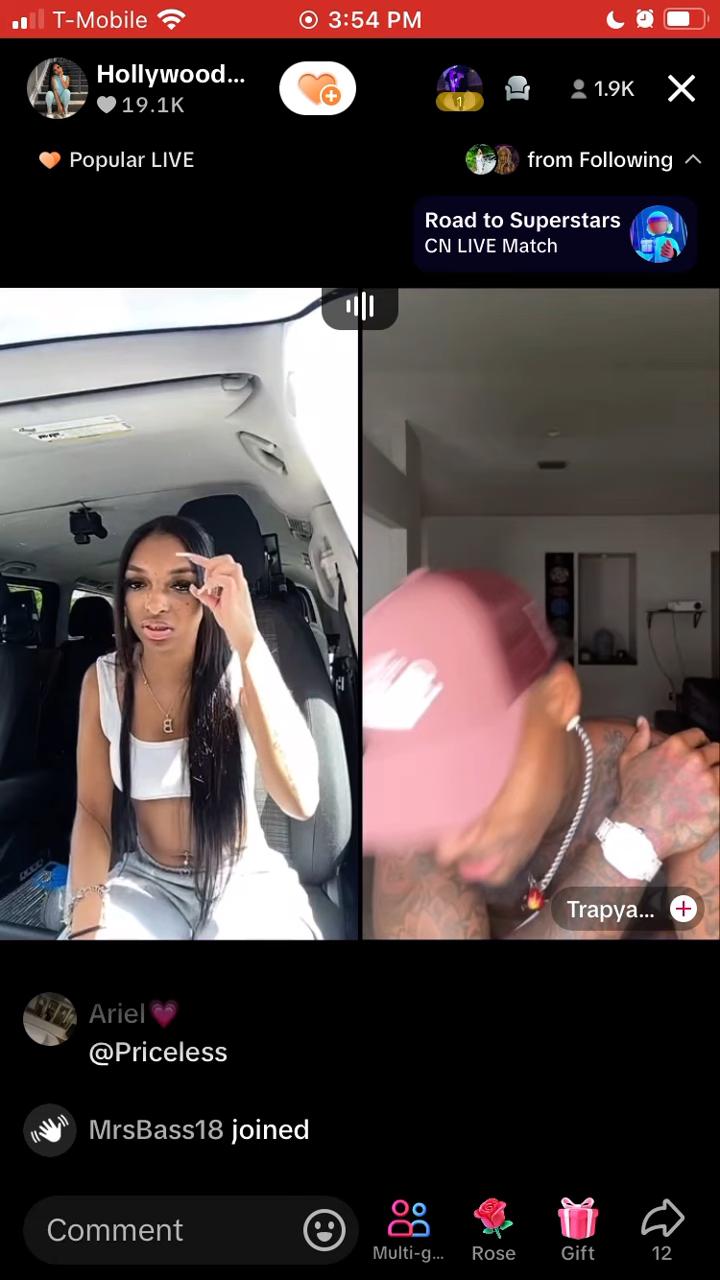 T-Mobile 3:54 PM
Hollywood...
19.1K
1
1.9K
Popular LIVE
from Following
Road to Superstars
CN LIVE Match
Trapya...
Ariel💗
@Priceless
MrsBass18 joined
Comment
Multi-g...
Rose
Gift
12